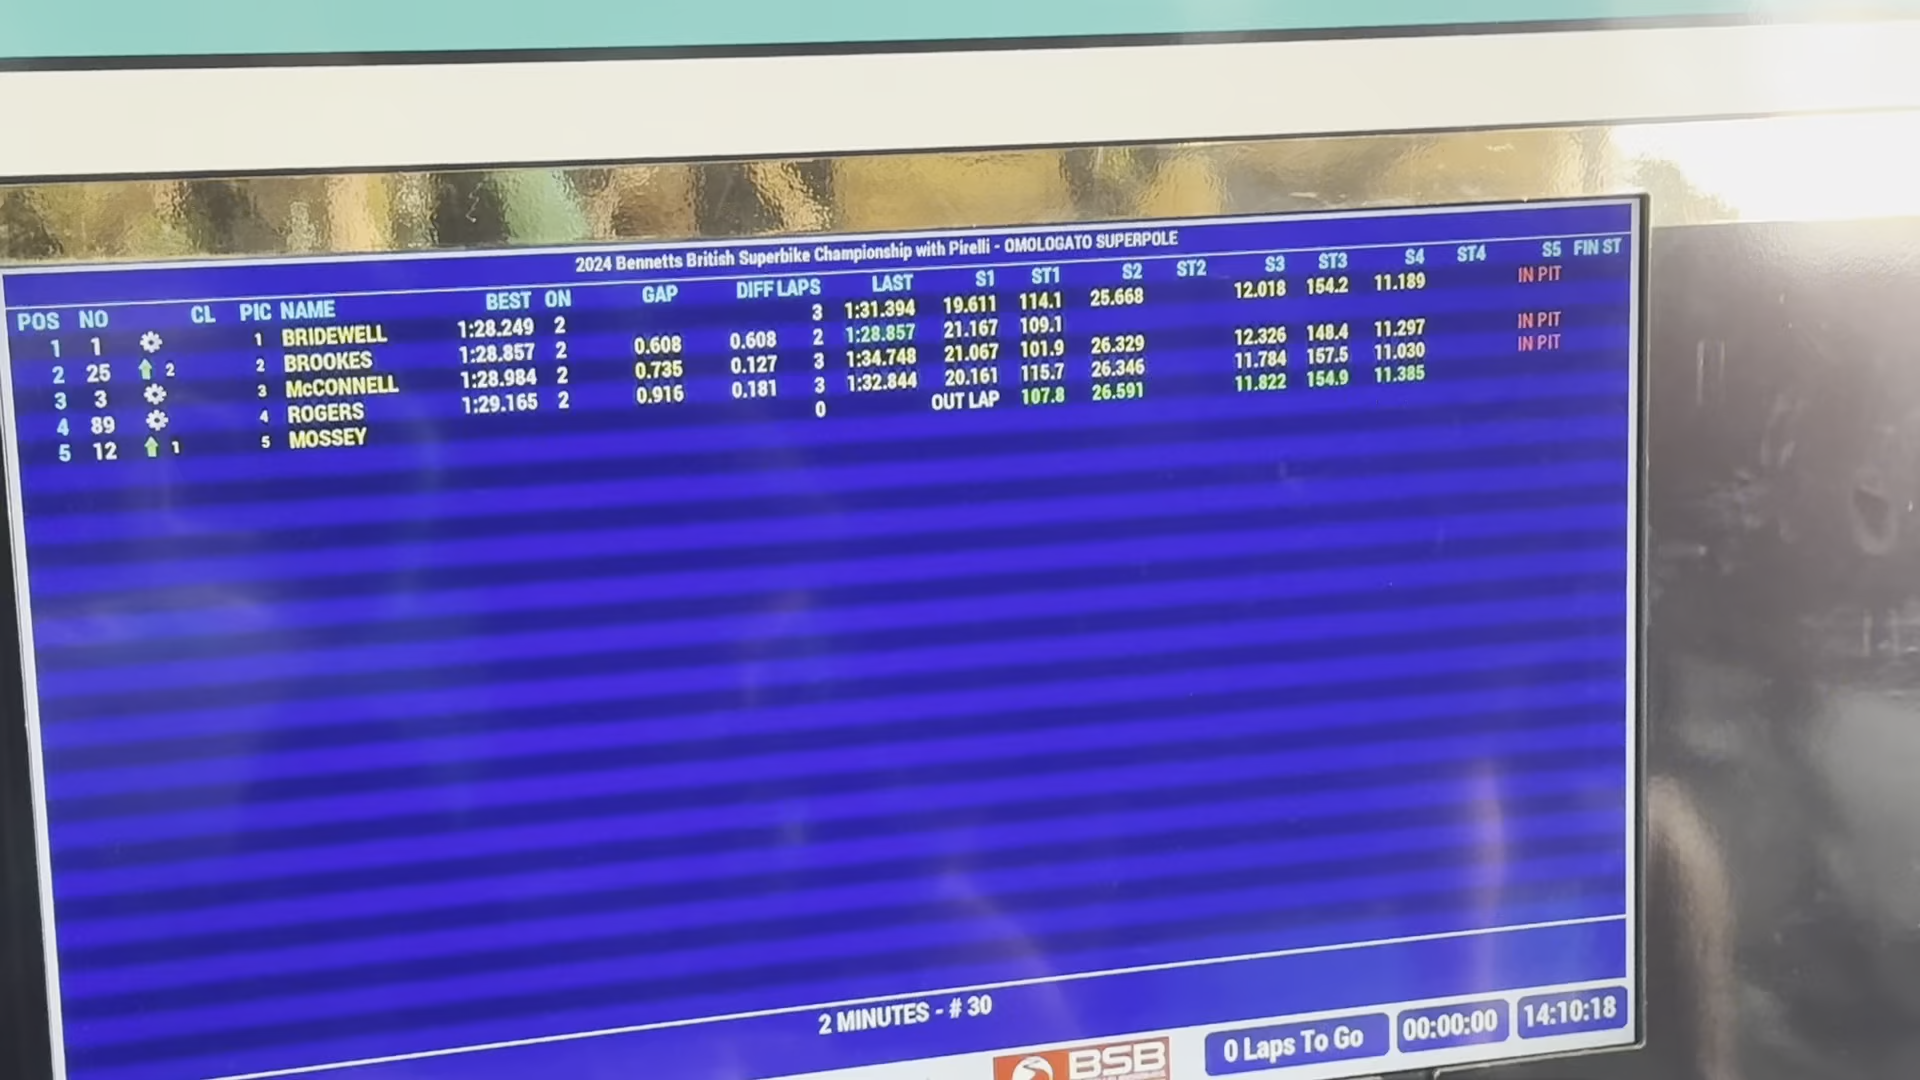 2024 Bennetts British Superbike Championship with Pirelli - OMOLOGATO SUPERPOLE
POS NO CL PIC NAME BEST ON GAP DIFF LAPS LAST S1 ST1 S2 ST2 S3 ST3 S4 ST4 S5 FIN ST
1 1 1 BRIDEWELL 1:28.249 2 3 1:31.394 19.611 114.1 25.668 12.018 154.2 11.189 IN PIT
2 25 2 2 BROOKES 1:28.857 2 0.608 0.608 2 1:28.857 21.167 109.1
3 3 3 McCONNELL 1:28.984 2 0.735 0.127 3 1:34.748 21.067 101.9 26.329 12.326 148.4 11.297 IN PIT
4 89 4 ROGERS 1:29.165 2 0.916 0.181 3 1:32.844 20.161 115.7 26.346 11.784 157.5 11.030 IN PIT
5 12 1 5 MOSSEY 0 OUT LAP 107.8 26.591 11.822 154.9 11.385
2 MINUTES - # 30
BSB
0 Laps To Go 00:00:00 14:10:18